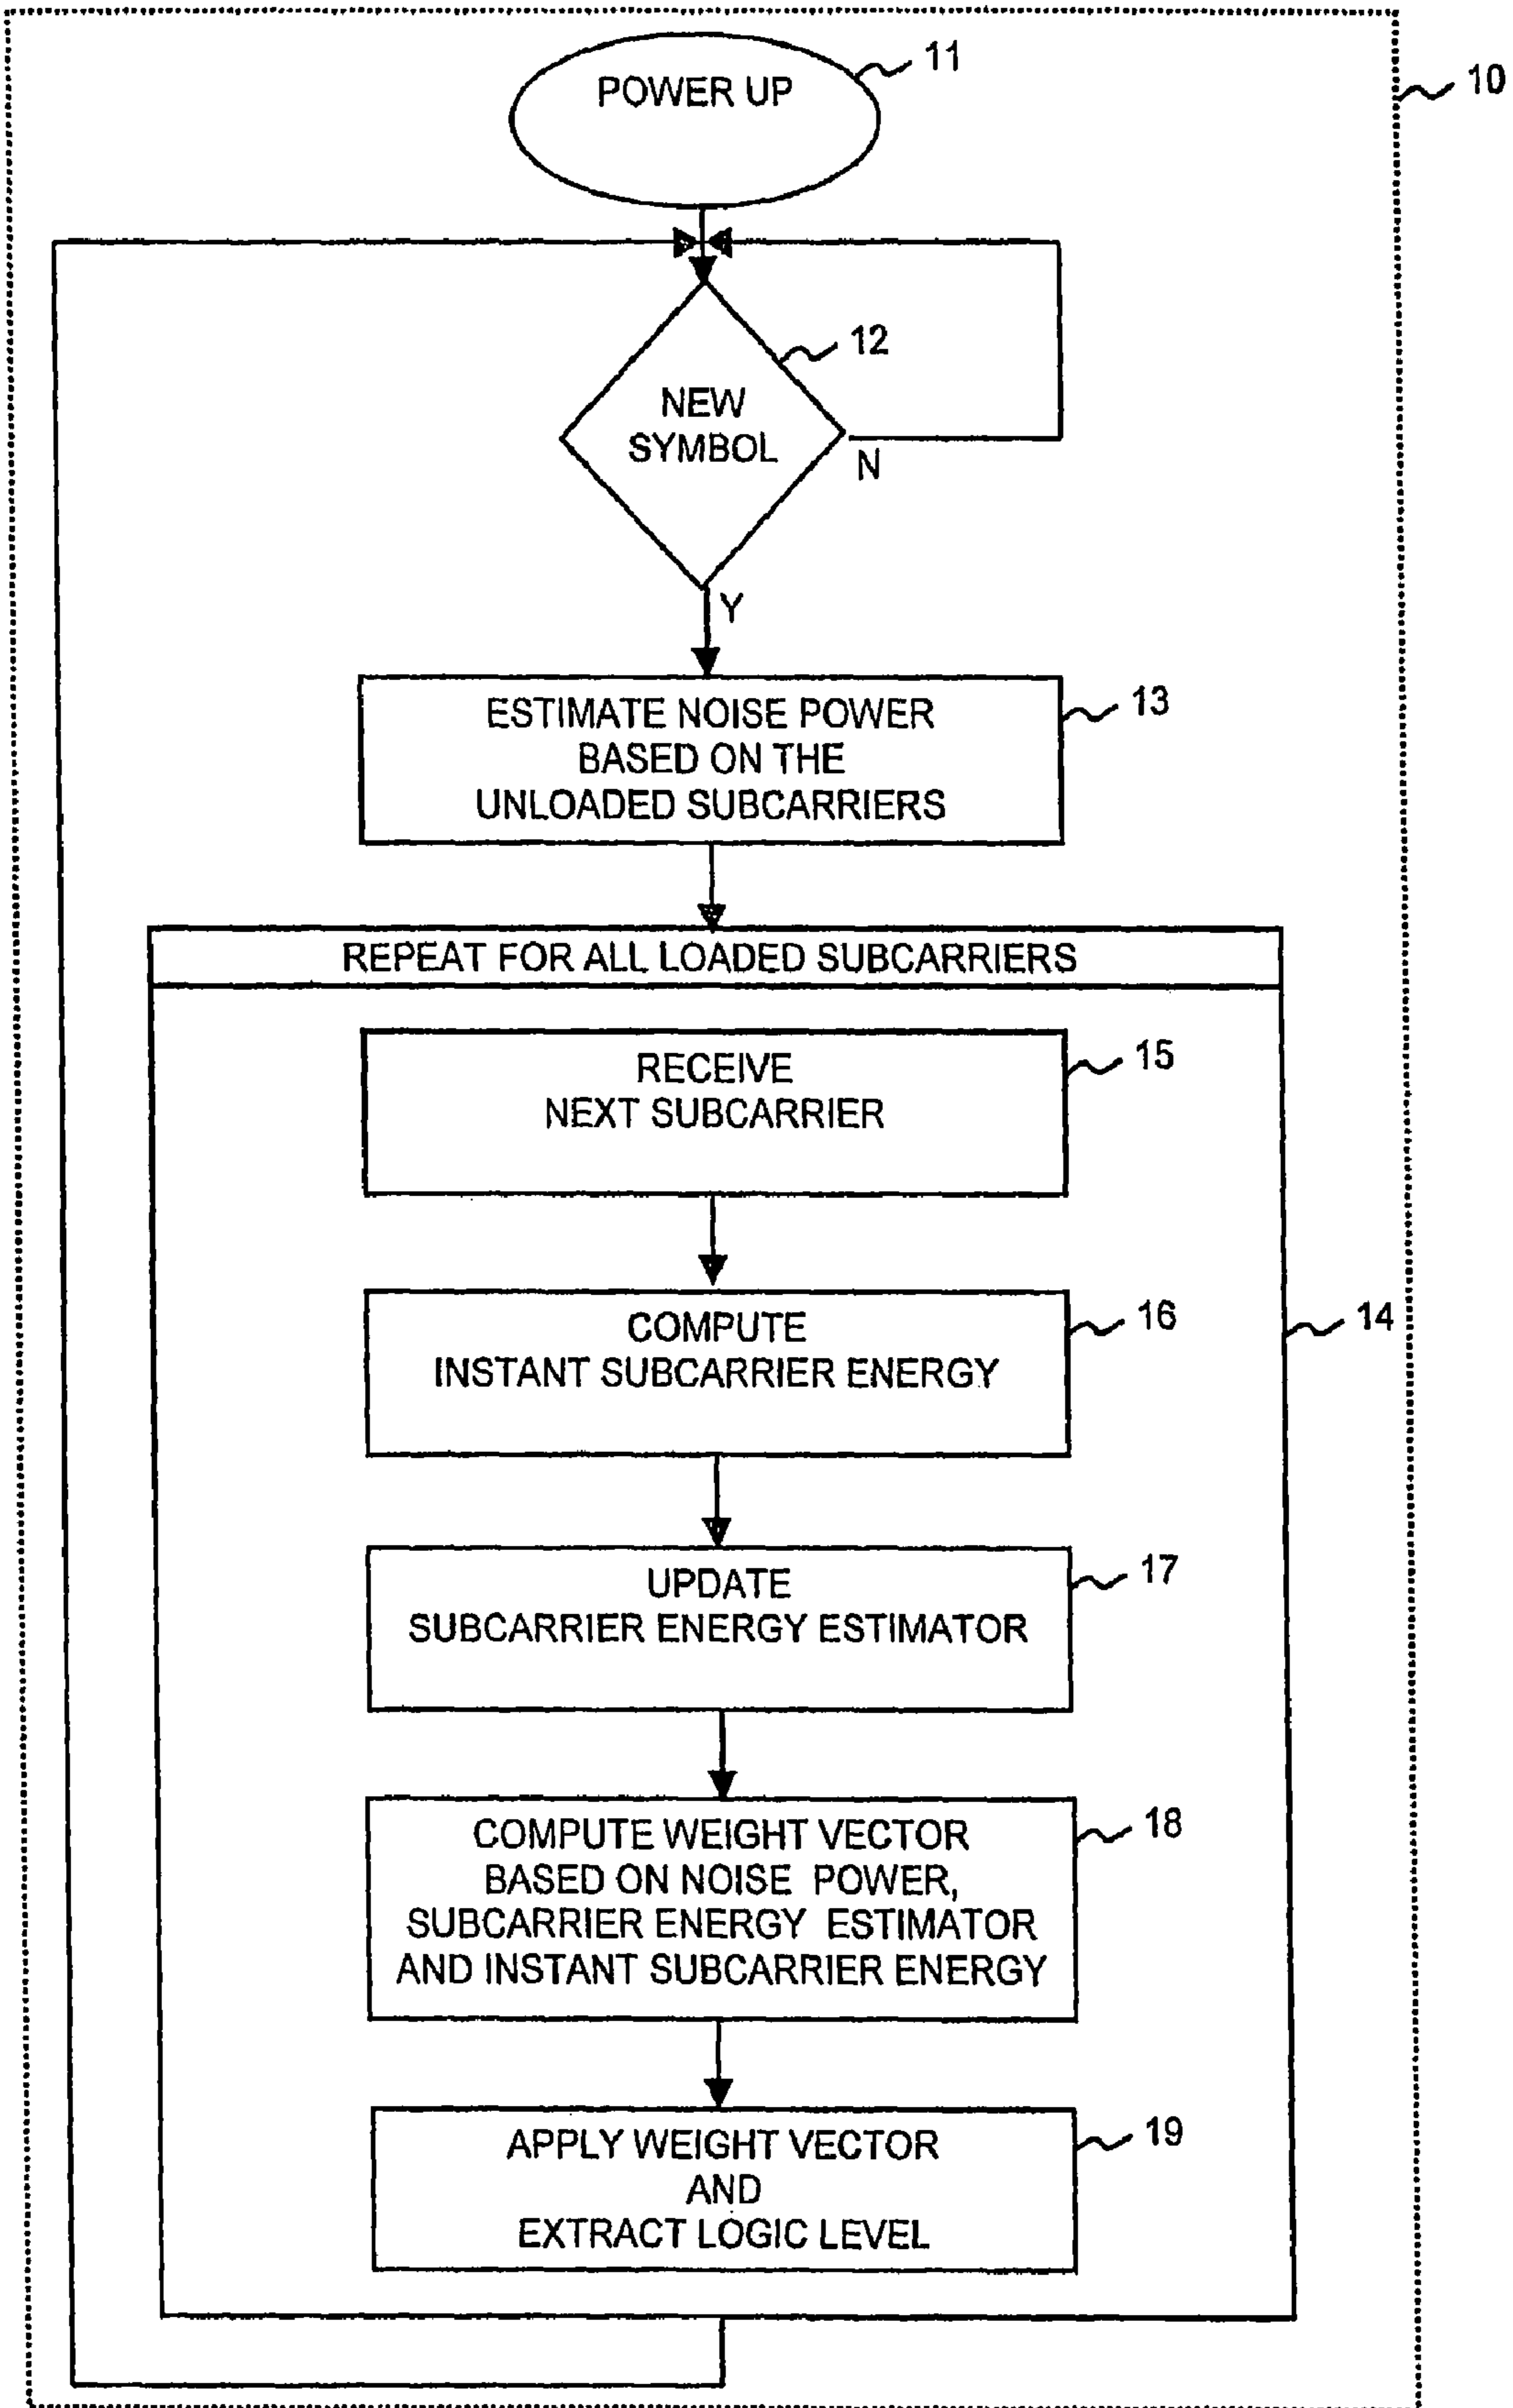 POWER UP
11
10
12
NEW
SYMBOL
N
Y
ESTIMATE NOISE POWER
BASED ON THE
UNLOADED SUBCARRIERS
13
REPEAT FOR ALL LOADED SUBCARRIERS
RECEIVE
NEXT SUBCARRIER
15
COMPUTE
INSTANT SUBCARRIER ENERGY
16
14
UPDATE
SUBCARRIER ENERGY ESTIMATOR
17
COMPUTE WEIGHT VECTOR
BASED ON NOISE POWER,
SUBCARRIER ENERGY ESTIMATOR
AND INSTANT SUBCARRIER ENERGY
18
APPLY WEIGHT VECTOR
AND
EXTRACT LOGIC LEVEL
19